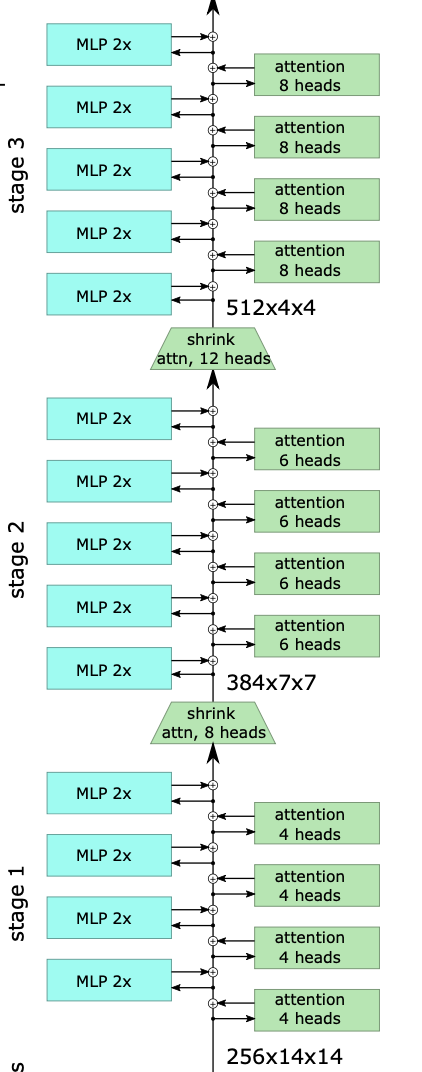 MLP 2x
attention
8 heads
MLP 2x
attention
8 heads
MLP 2x
attention
8 heads
MLP 2x
attention
8 heads
MLP 2x
stage 3
512x4x4
shrink
attn, 12 heads
MLP 2x
attention
6 heads
MLP 2x
attention
6 heads
MLP 2x
attention
6 heads
MLP 2x
attention
6 heads
MLP 2x
stage 2
384x7x7
shrink
attn, 8 heads
MLP 2x
attention
4 heads
MLP 2x
attention
4 heads
MLP 2x
attention
4 heads
MLP 2x
attention
4 heads
stage 1
256x14x14